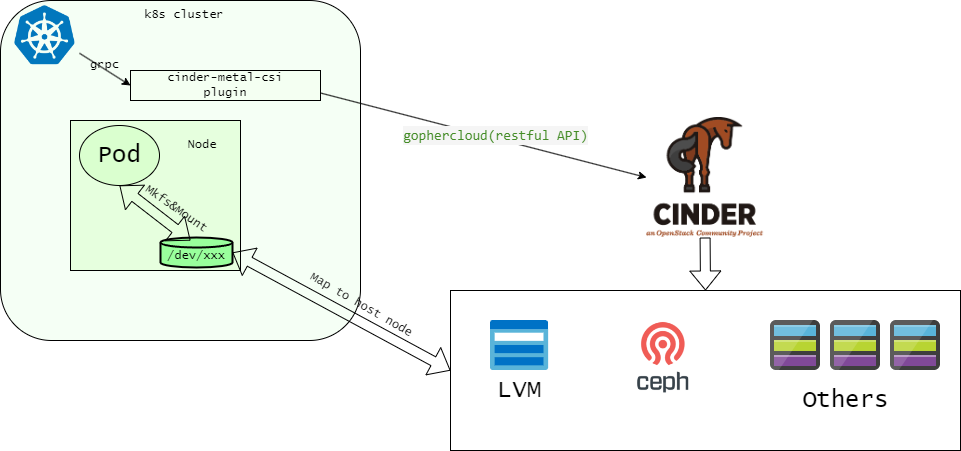 k8s cluster
grpc
cinder-metal-csi
plugin
gophercloud(restful API)
Node
Pod
Mkfs&Mount
/dev/xxx
CINDER
an OpenStack Community Project
Map to host node
LVM
ceph
Others